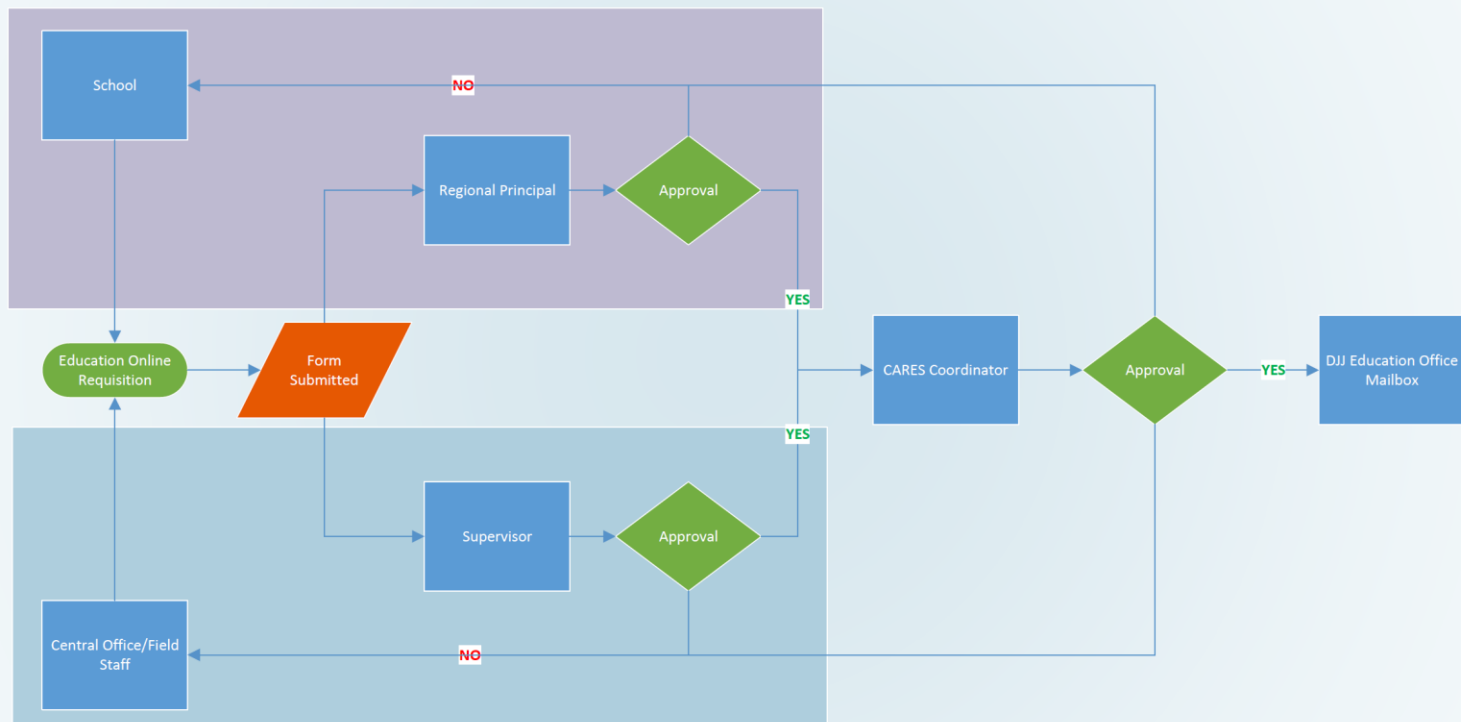 School
NO
Regional Principal
Approval
YES
Education Online
Requisition
Form
Submitted
CARES Coordinator
Approval
YES
DJJ Education Office
Mailbox
YES
Supervisor
Approval
Central Office/Field
Staff
NO